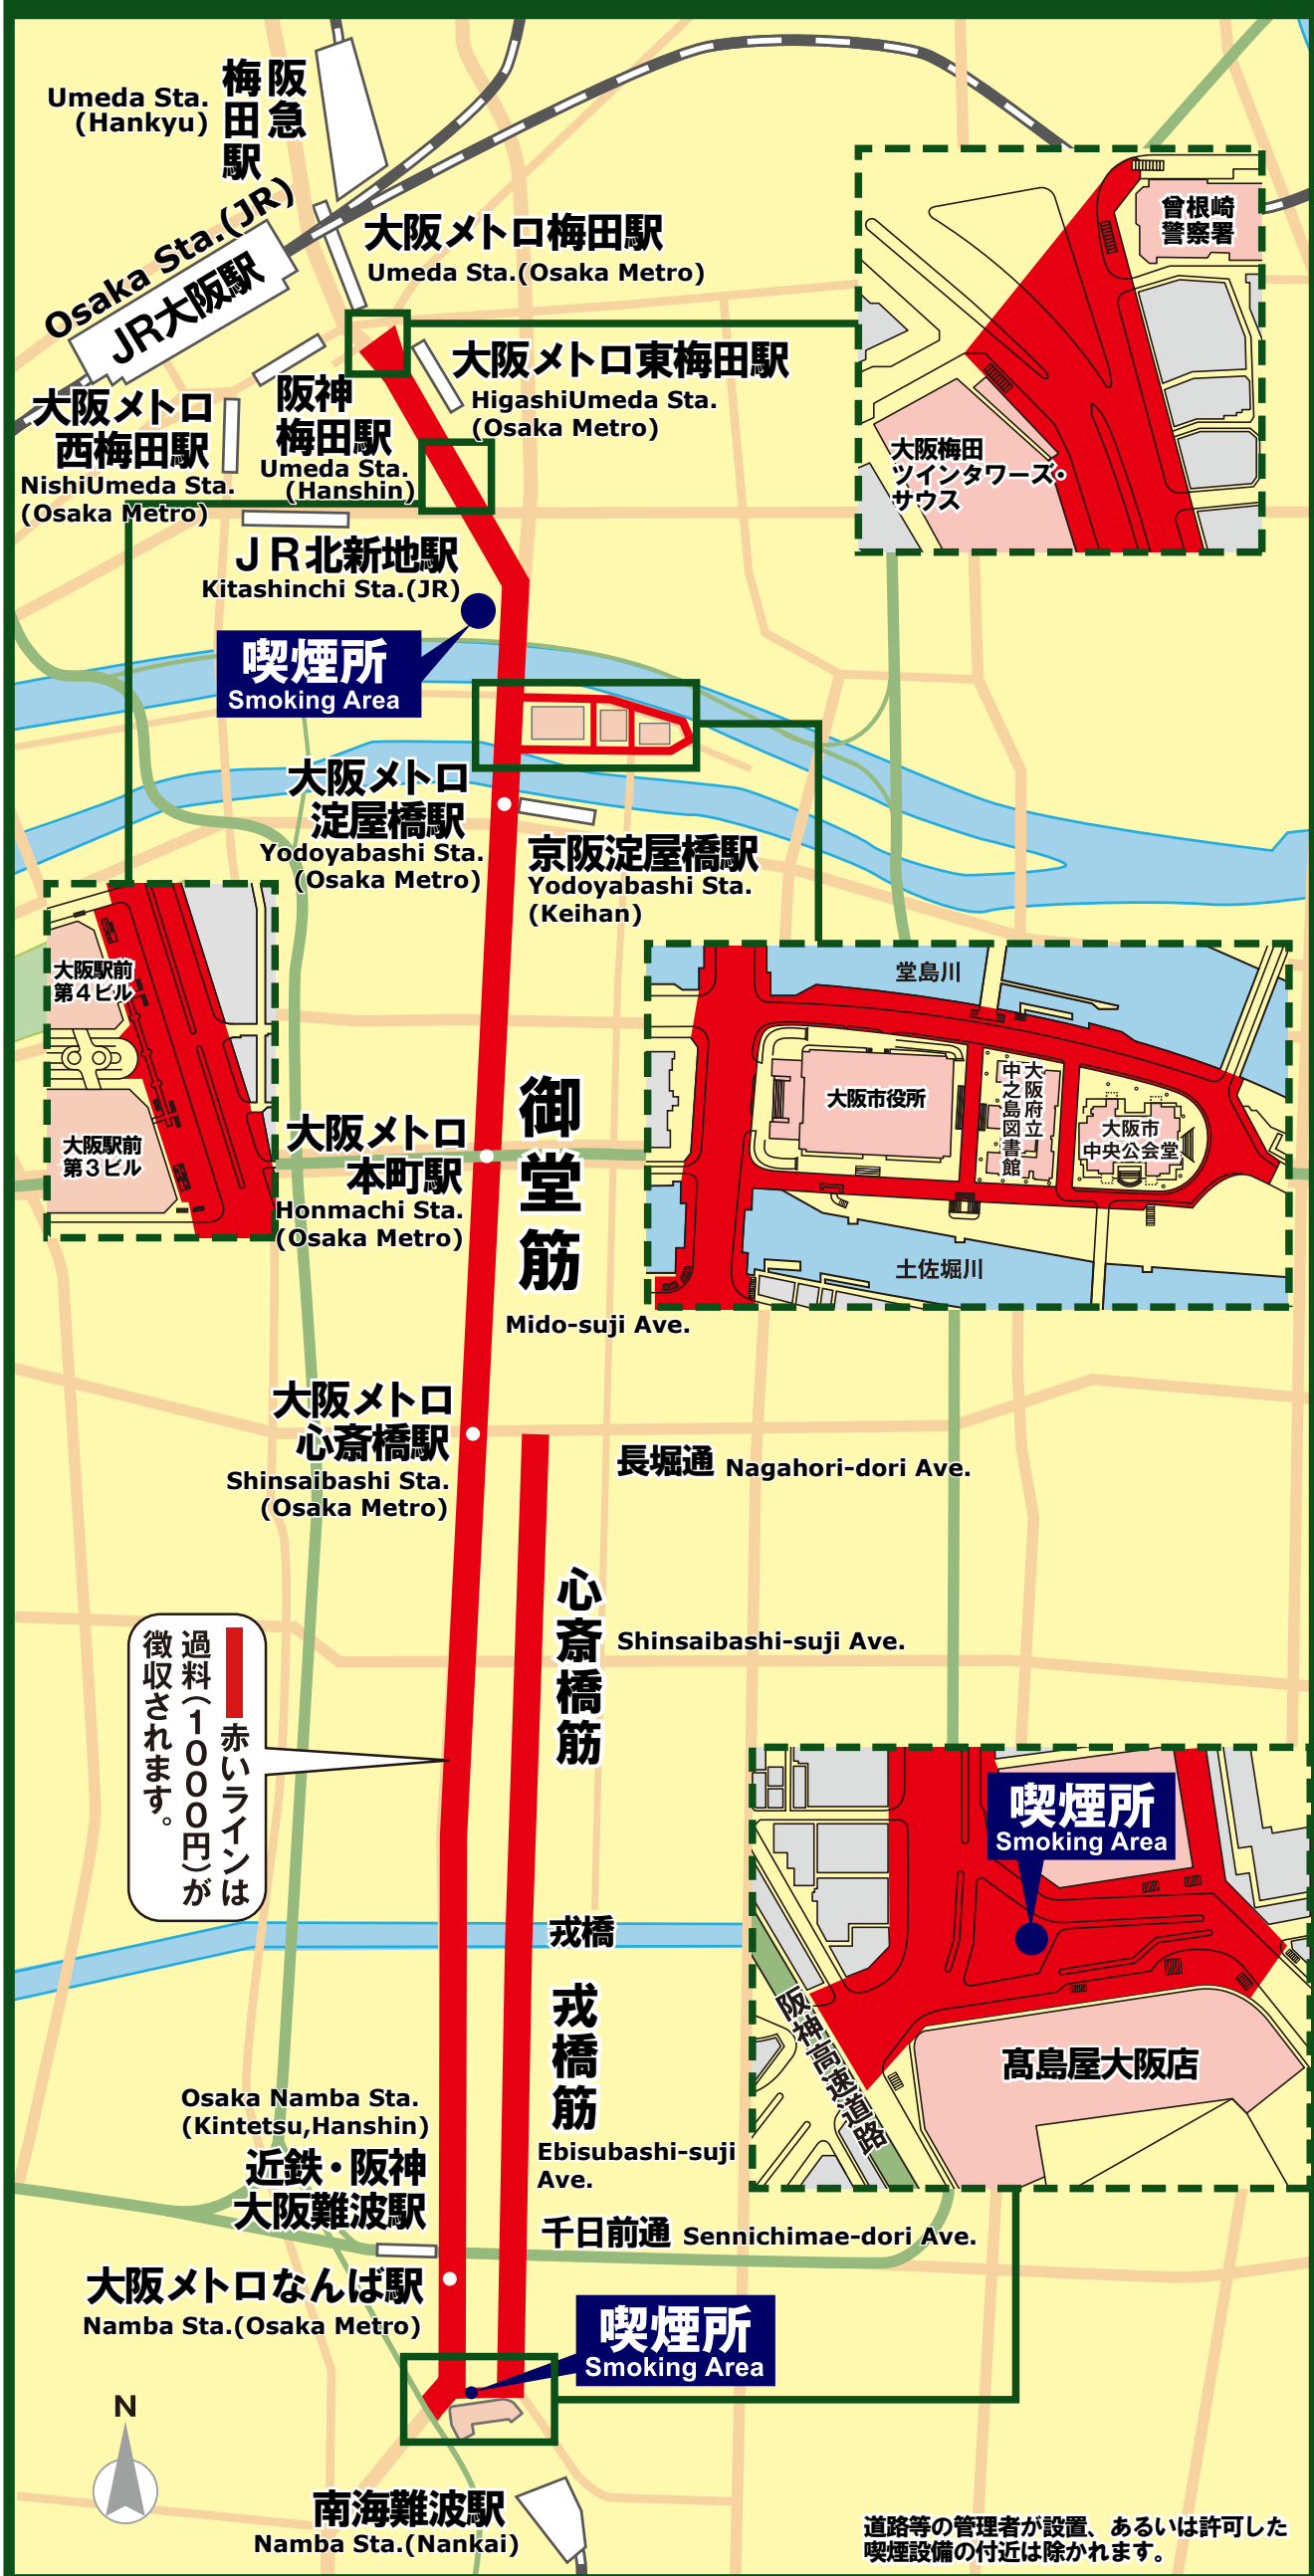 阪急
梅田駅
Umeda Sta.
(Hankyu)
Osaka Sta.(JR)
JR大阪駅
大阪メトロ梅田駅
Umeda Sta.(Osaka Metro)
曾根崎
警察署
大阪梅田
ツインタワーズ・
サウス
大阪メトロ東梅田駅
HigashiUmeda Sta.
(Osaka Metro)
大阪メトロ
西梅田駅
NishiUmeda Sta.
(Osaka Metro)
阪神
梅田駅
Umeda Sta.
(Hanshin)
JR北新地駅
Kitashinchi Sta.(JR)
喫煙所
Smoking Area
大阪メトロ
淀屋橋駅
Yodoyabashi Sta.
(Osaka Metro)
京阪淀屋橋駅
Yodoyabashi Sta.
(Keihan)
大阪駅前
第4ビル
大阪駅前
第3ビル
堂島川
大阪市役所
大阪府立
中之島図書館
大阪市
中央公会堂
土佐堀川
御堂筋
Mido-suji Ave.
大阪メトロ
本町駅
Honmachi Sta.
(Osaka Metro)
大阪メトロ
心斎橋駅
Shinsaibashi Sta.
(Osaka Metro)
長堀通 Nagahori-dori Ave.
心斎橋筋
Shinsaibashi-suji Ave.
赤いラインは
過料(1000円)が
徴収されます。
喫煙所
Smoking Area
阪神高速道路
髙島屋大阪店
戎橋
戎橋筋
Ebisubashi-suji
Ave.
Osaka Namba Sta.
(Kintetsu,Hanshin)
近鉄・阪神
大阪難波駅
千日前通 Sennichimae-dori Ave.
大阪メトロなんば駅
Namba Sta.(Osaka Metro)
喫煙所
Smoking Area
N
南海難波駅
Namba Sta.(Nankai)
道路等の管理者が設置、あるいは許可した
喫煙設備の付近は除かれます。